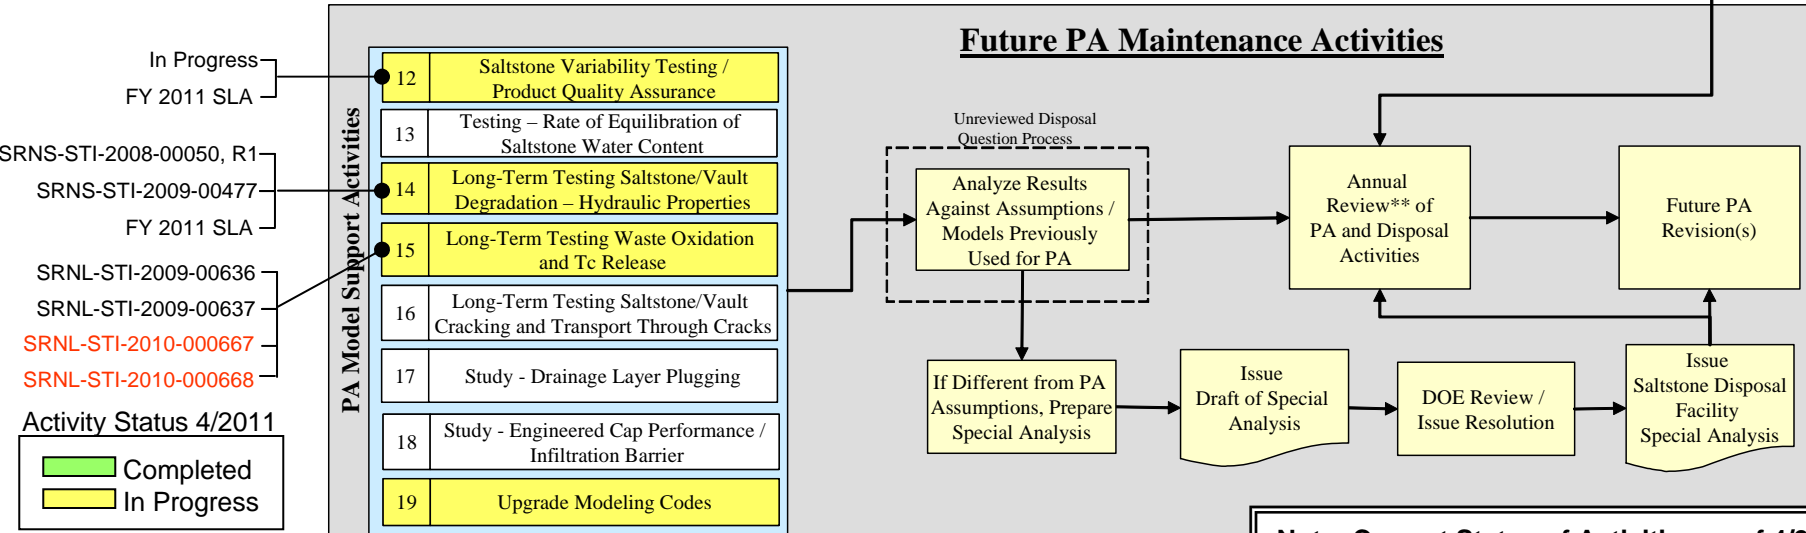 Future PA Maintenance Activities
In Progress
FY 2011 SLA
SRNS-STI-2008-00050, R1
SRNS-STI-2009-00477
FY 2011 SLA
SRNL-STI-2009-00636
SRNL-STI-2009-00637
SRNL-STI-2010-000667
SRNL-STI-2010-000668
Activity Status 4/2011
Completed
In Progress
PA Model Support Activities
12
Saltstone Variability Testing /
Product Quality Assurance
13
Testing – Rate of Equilibration of
Saltstone Water Content
14
Long-Term Testing Saltstone/Vault
Degradation – Hydraulic Properties
15
Long-Term Testing Waste Oxidation
and Tc Release
16
Long-Term Testing Saltstone/Vault
Cracking and Transport Through Cracks
17
Study - Drainage Layer Plugging
18
Study - Engineered Cap Performance /
Infiltration Barrier
19
Upgrade Modeling Codes
Unreviewed Disposal
Question Process
Analyze Results
Against Assumptions /
Models Previously
Used for PA
Annual
Review** of
PA and Disposal
Activities
Future PA
Revision(s)
If Different from PA
Assumptions, Prepare
Special Analysis
Issue
Draft of Special
Analysis
DOE Review /
Issue Resolution
Issue
Saltstone Disposal
Facility
Special Analysis